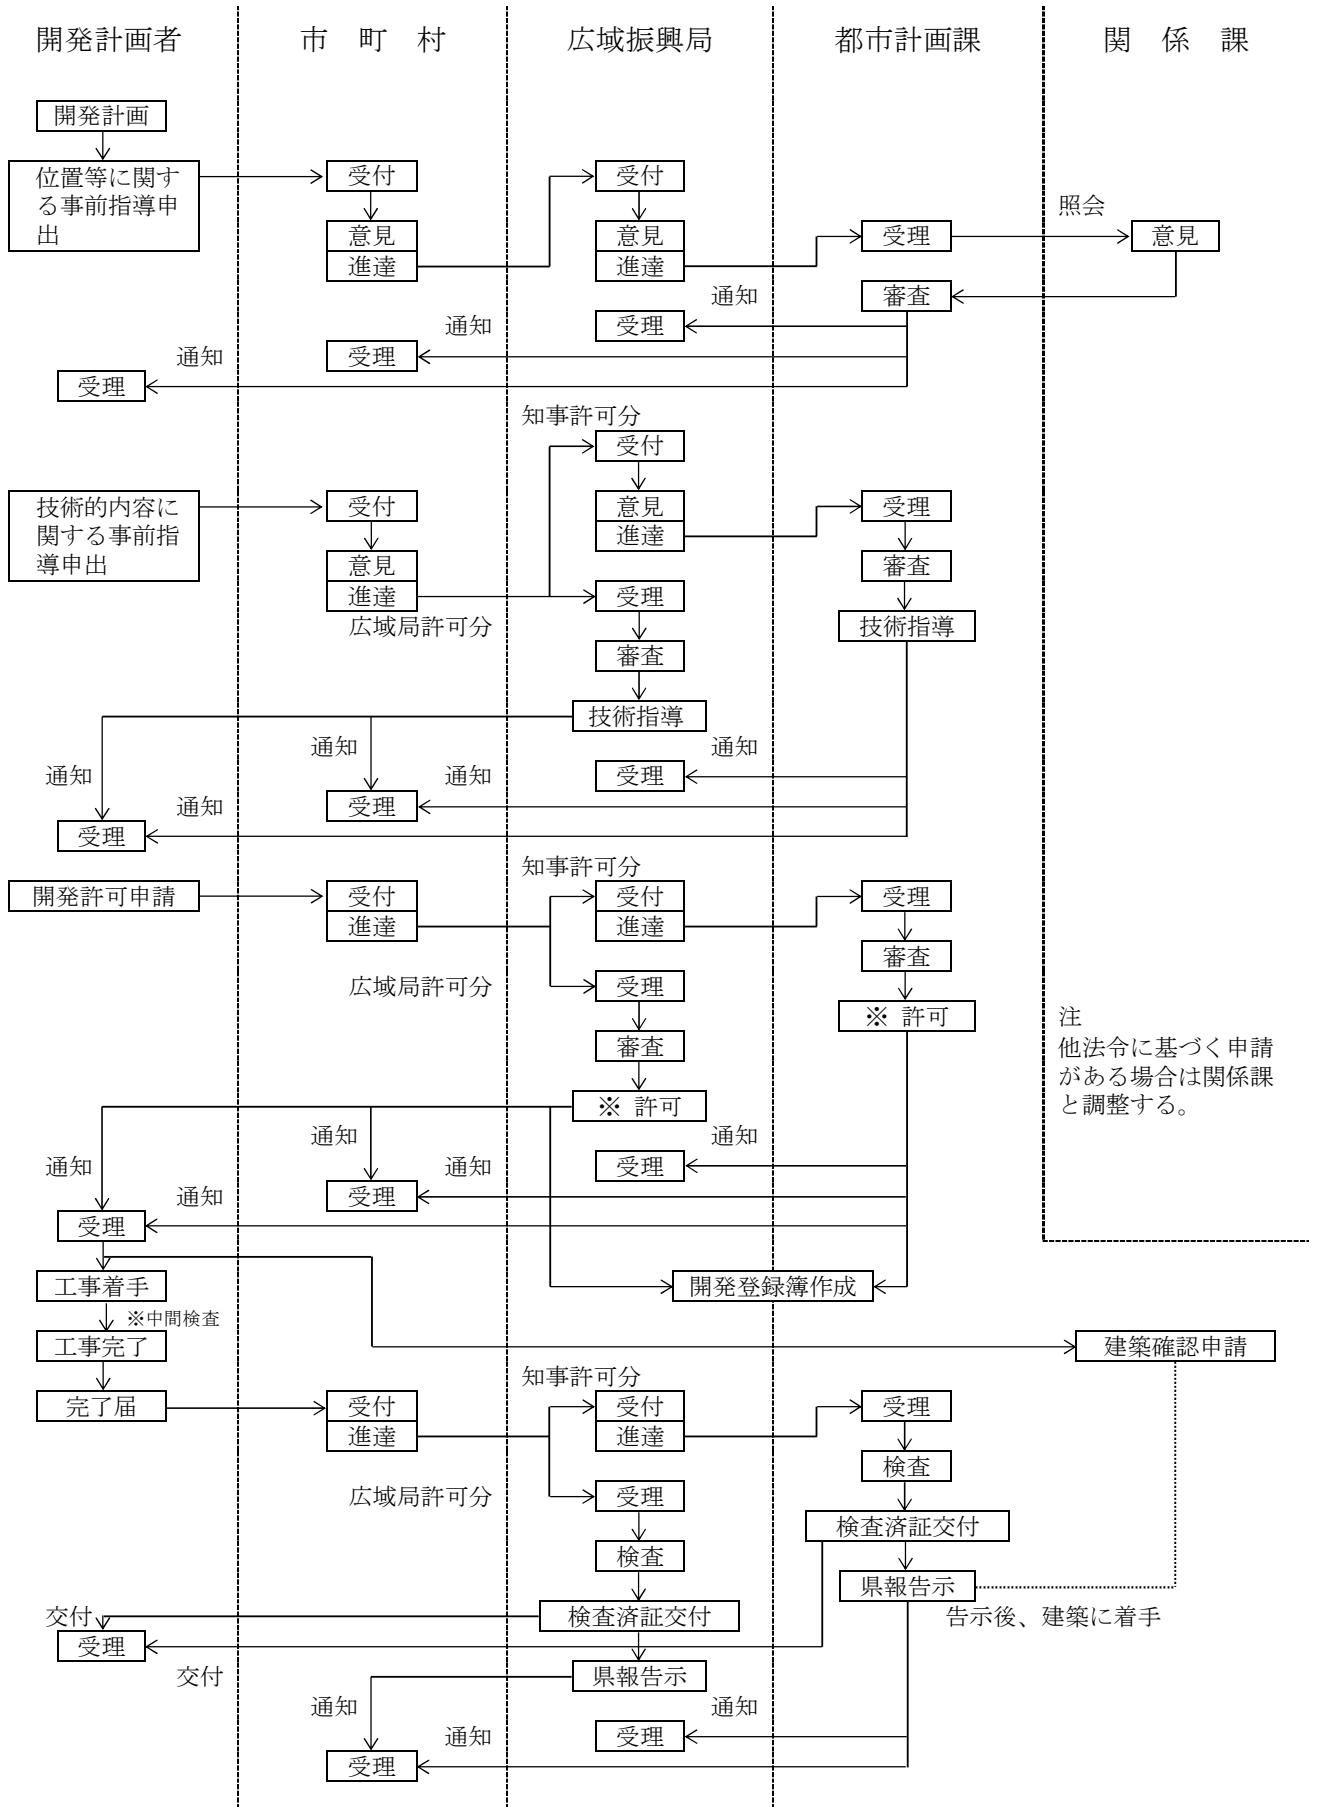 開発計画者
市 町 村
広域振興局
都市計画課
関 係 課
開発計画
位置等に関す
る事前指導申
出
受付
意見
進達
受付
意見
進達
受理
照会
意見
審査
通知
受理
通知
受理
通知
受理
知事許可分
受付
意見
進達
技術的内容に
関する事前指
導申出
受付
意見
進達
広域局許可分
受理
審査
技術指導
受理
審査
技術指導
通知
受理
通知
通知
受理
通知
通知
受理
知事許可分
開発許可申請
受付
進達
受付
進達
受理
審査
※ 許可
広域局許可分
受理
審査
※ 許可
注
他法令に基づく申請
がある場合は関係課
と調整する。
通知
受理
通知
通知
受理
通知
通知
受理
工事着手
開発登録簿作成
※中間検査
工事完了
建築確認申請
知事許可分
完了届
受付
進達
受付
進達
受理
検査
検査済証交付
県報告示
告示後、建築に着手
広域局許可分
受理
検査
検査済証交付
交付
受理
交付
県報告示
通知
通知
受理
通知
受理